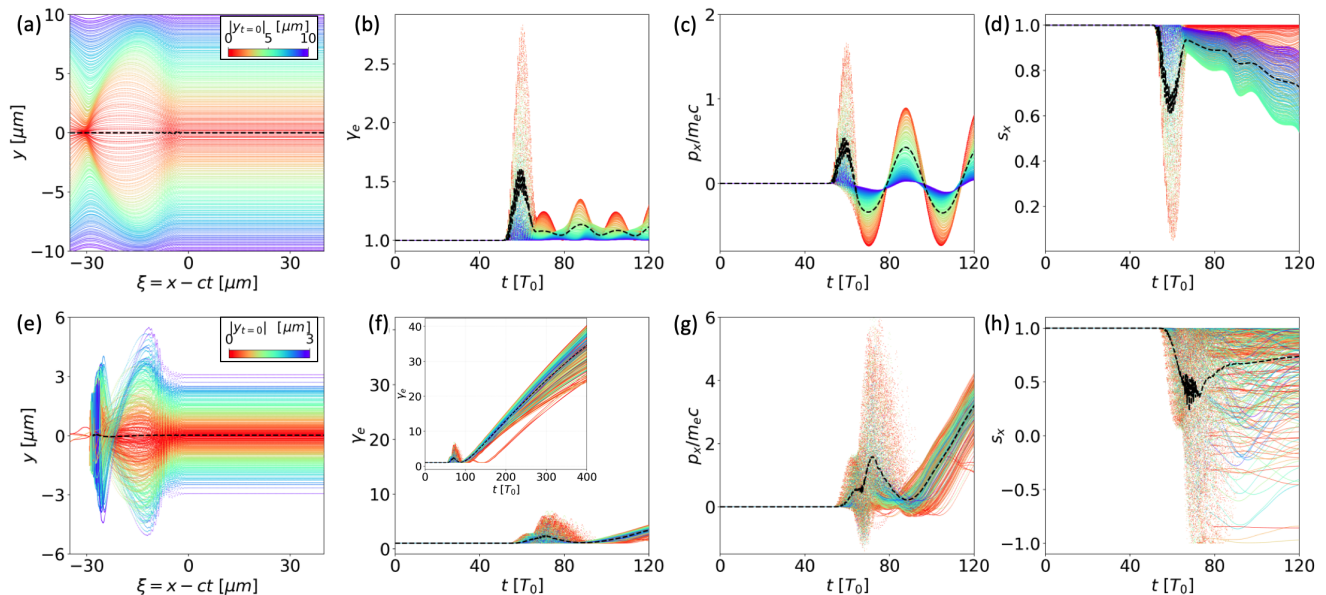 (a)
10
5
0
−5
−10
y [μm]
|y_{t=0}| [μm]
0 5 10
−30 0 30
ξ = x − ct [μm]
(b)
2.5
2.0
1.5
1.0
γ_e
0 40 80 120
t [T_0]
(c)
2
1
0
p_x/m_ec
0 40 80 120
t [T_0]
(d)
1.0
0.8
0.6
0.4
0.2
s_x
0 40 80 120
t [T_0]
(e)
6
3
0
−3
−6
y [μm]
|y_{t=0}| [μm]
0 3
−30 0 30
ξ = x − ct [μm]
(f)
30
20
10
0
γ_e
40
30
20
10
0
γ_e
0 100 200 300 400
t [T_0]
0 40 80 120
t [T_0]
(g)
6
4
2
0
p_x/m_ec
0 40 80 120
t [T_0]
(h)
1.0
0.5
0.0
−0.5
−1.0
s_x
0 40 80 120
t [T_0]